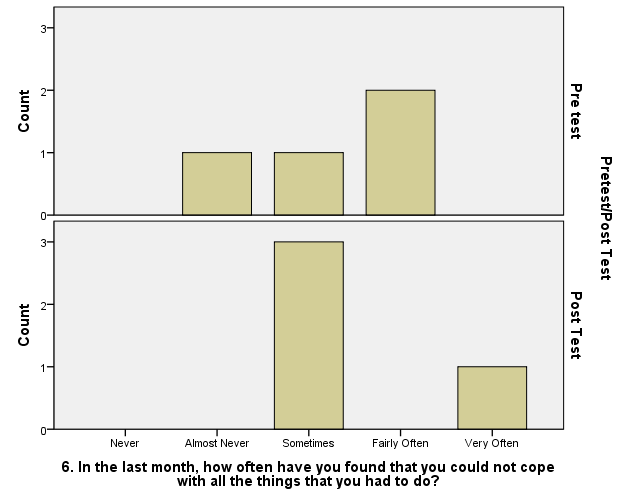 3
2
1
0
Count
Pre test
3
2
1
0
Count
Post Test
Pretest/Post Test
Never
Almost Never
Sometimes
Fairly Often
Very Often
6. In the last month, how often have you found that you could not cope
with all the things that you had to do?